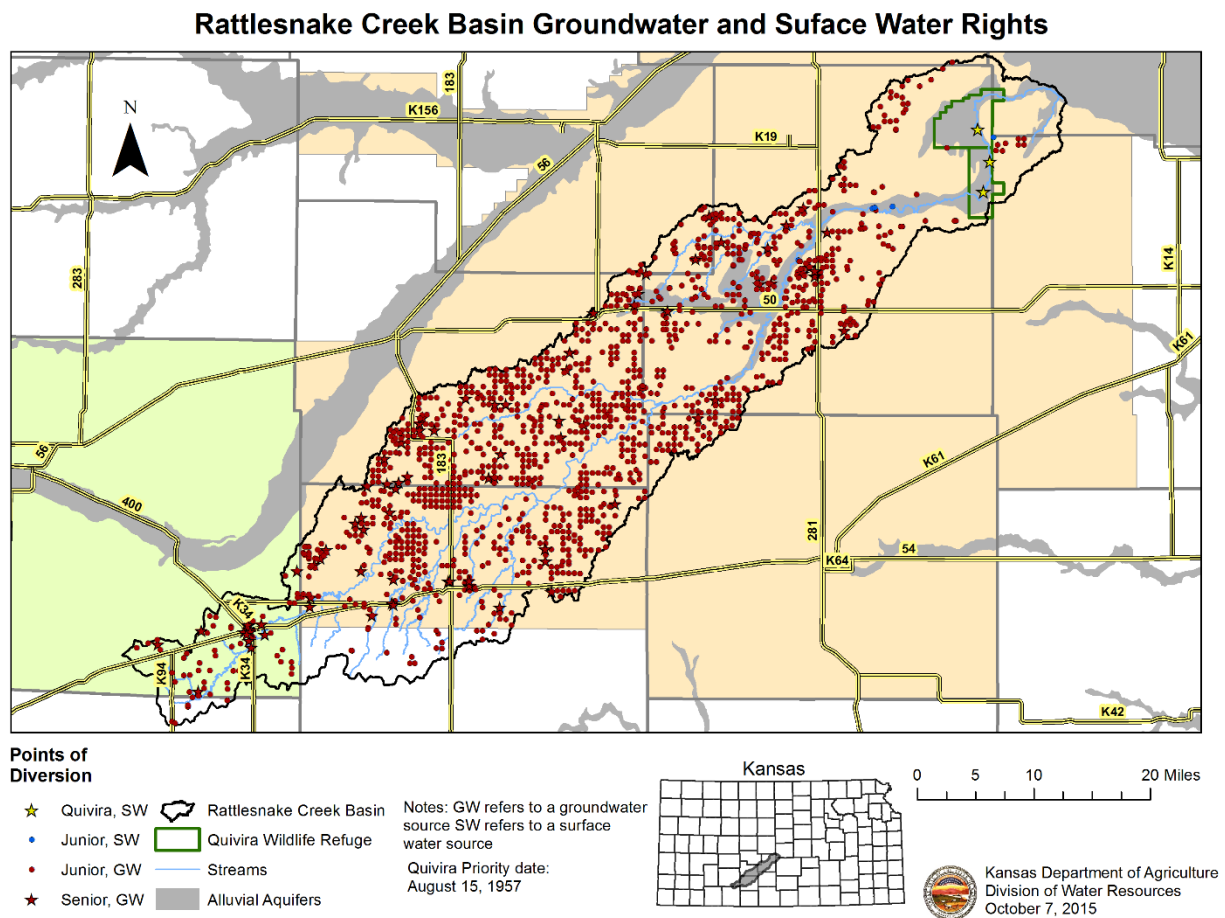 Rattlesnake Creek Basin Groundwater and Suface Water Rights
183
N
K156
K19
56
283
K14
50
K61
183
56
400
K61
281
54
K64
K34
K94
K34
K42
Points of
Diversion
Quivira, SW
Junior, SW
Junior, GW
Senior, GW
Rattlesnake Creek Basin
Quivira Wildlife Refuge
Streams
Alluvial Aquifers
Notes: GW refers to a groundwater
source SW refers to a surface
water source
Quivira Priority date:
August 15, 1957
Kansas
0 5 10 20 Miles
Kansas Department of Agriculture
Division of Water Resources
October 7, 2015